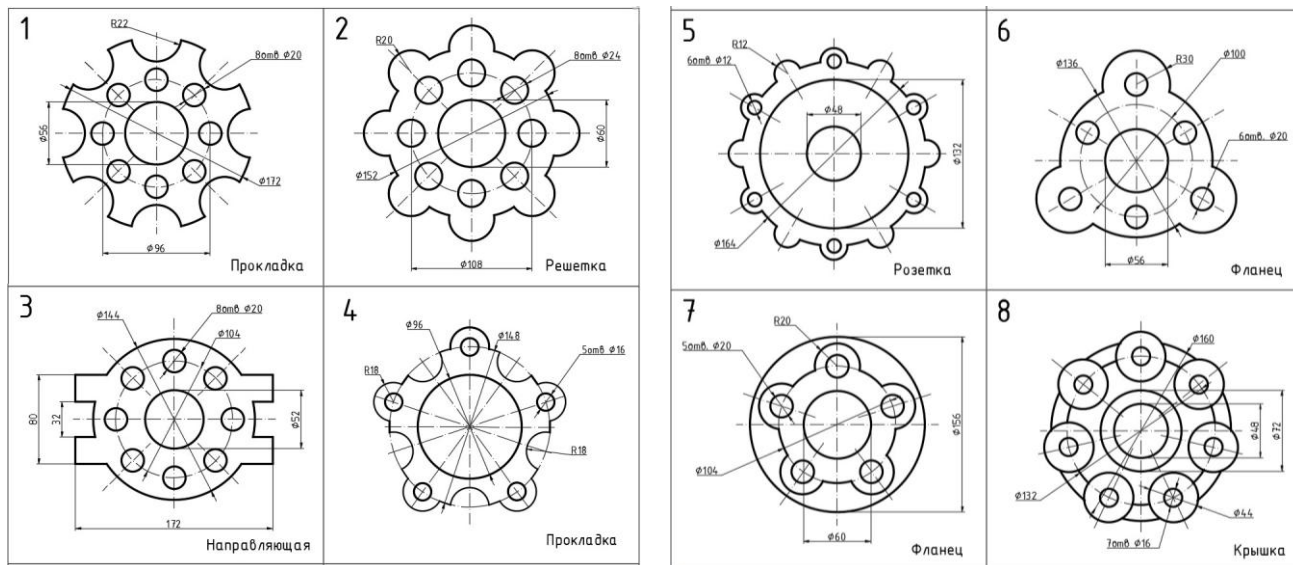 1
R22
8отв Ф20
Ф56
Ф172
Ф96
Прокладка
2
R20
8отв Ф24
Ф60
Ф152
Ф108
Решетка
3
Ф144
8отв Ф20
Ф104
80
32
Ф52
172
Направляющая
4
Ф96
Ф148
5отв Ф16
R18
R18
Прокладка
5
R12
6отв Ф12
Ф48
Ф132
Ф164
Розетка
6
Ф136
R30
Ф100
6отв. Ф20
Ф56
Фланец
7
R20
5отв. Ф20
Ф156
Ф104
Ф60
Фланец
8
Ф160
Ф48
Ф72
Ф132
Ф44
7отв Ф16
Крышка